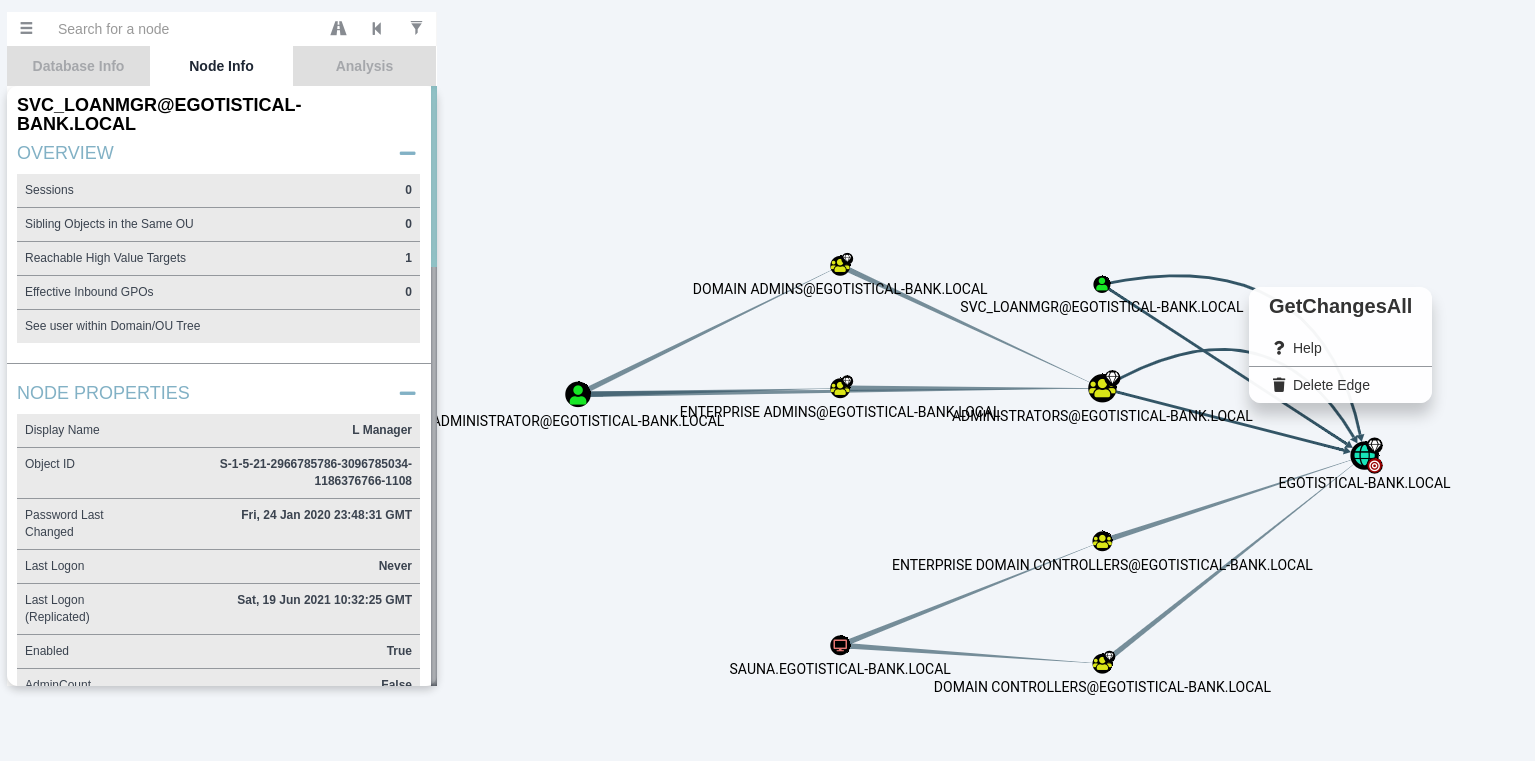 Search for a node
Database Info
Node Info
Analysis
SVC_LOANMGR@EGOTISTICAL-
BANK.LOCAL
OVERVIEW
Sessions 0
Sibling Objects in the Same OU 0
Reachable High Value Targets 1
Effective Inbound GPOs 0
See user within Domain/OU Tree
NODE PROPERTIES
Display Name L Manager
Object ID S-1-5-21-2966785786-3096785034-
1186376766-1108
Password Last Fri, 24 Jan 2020 23:48:31 GMT
Changed
Last Logon Never
Last Logon Sat, 19 Jun 2021 10:32:25 GMT
(Replicated)
Enabled True
AdminCount False
DOMAIN ADMINS@EGOTISTICAL-BANK.LOCAL
SVC_LOANMGR@EGOTISTICAL-BANK.LOCAL
GetChangesAll
Help
Delete Edge
ENTERPRISE ADMINS@EGOTISTICAL-BANK.LOCAL
ADMINISTRATORS@EGOTISTICAL-BANK.LOCAL
ADMINISTRATOR@EGOTISTICAL-BANK.LOCAL
EGOTISTICAL-BANK.LOCAL
ENTERPRISE DOMAIN CONTROLLERS@EGOTISTICAL-BANK.LOCAL
SAUNA.EGOTISTICAL-BANK.LOCAL
DOMAIN CONTROLLERS@EGOTISTICAL-BANK.LOCAL